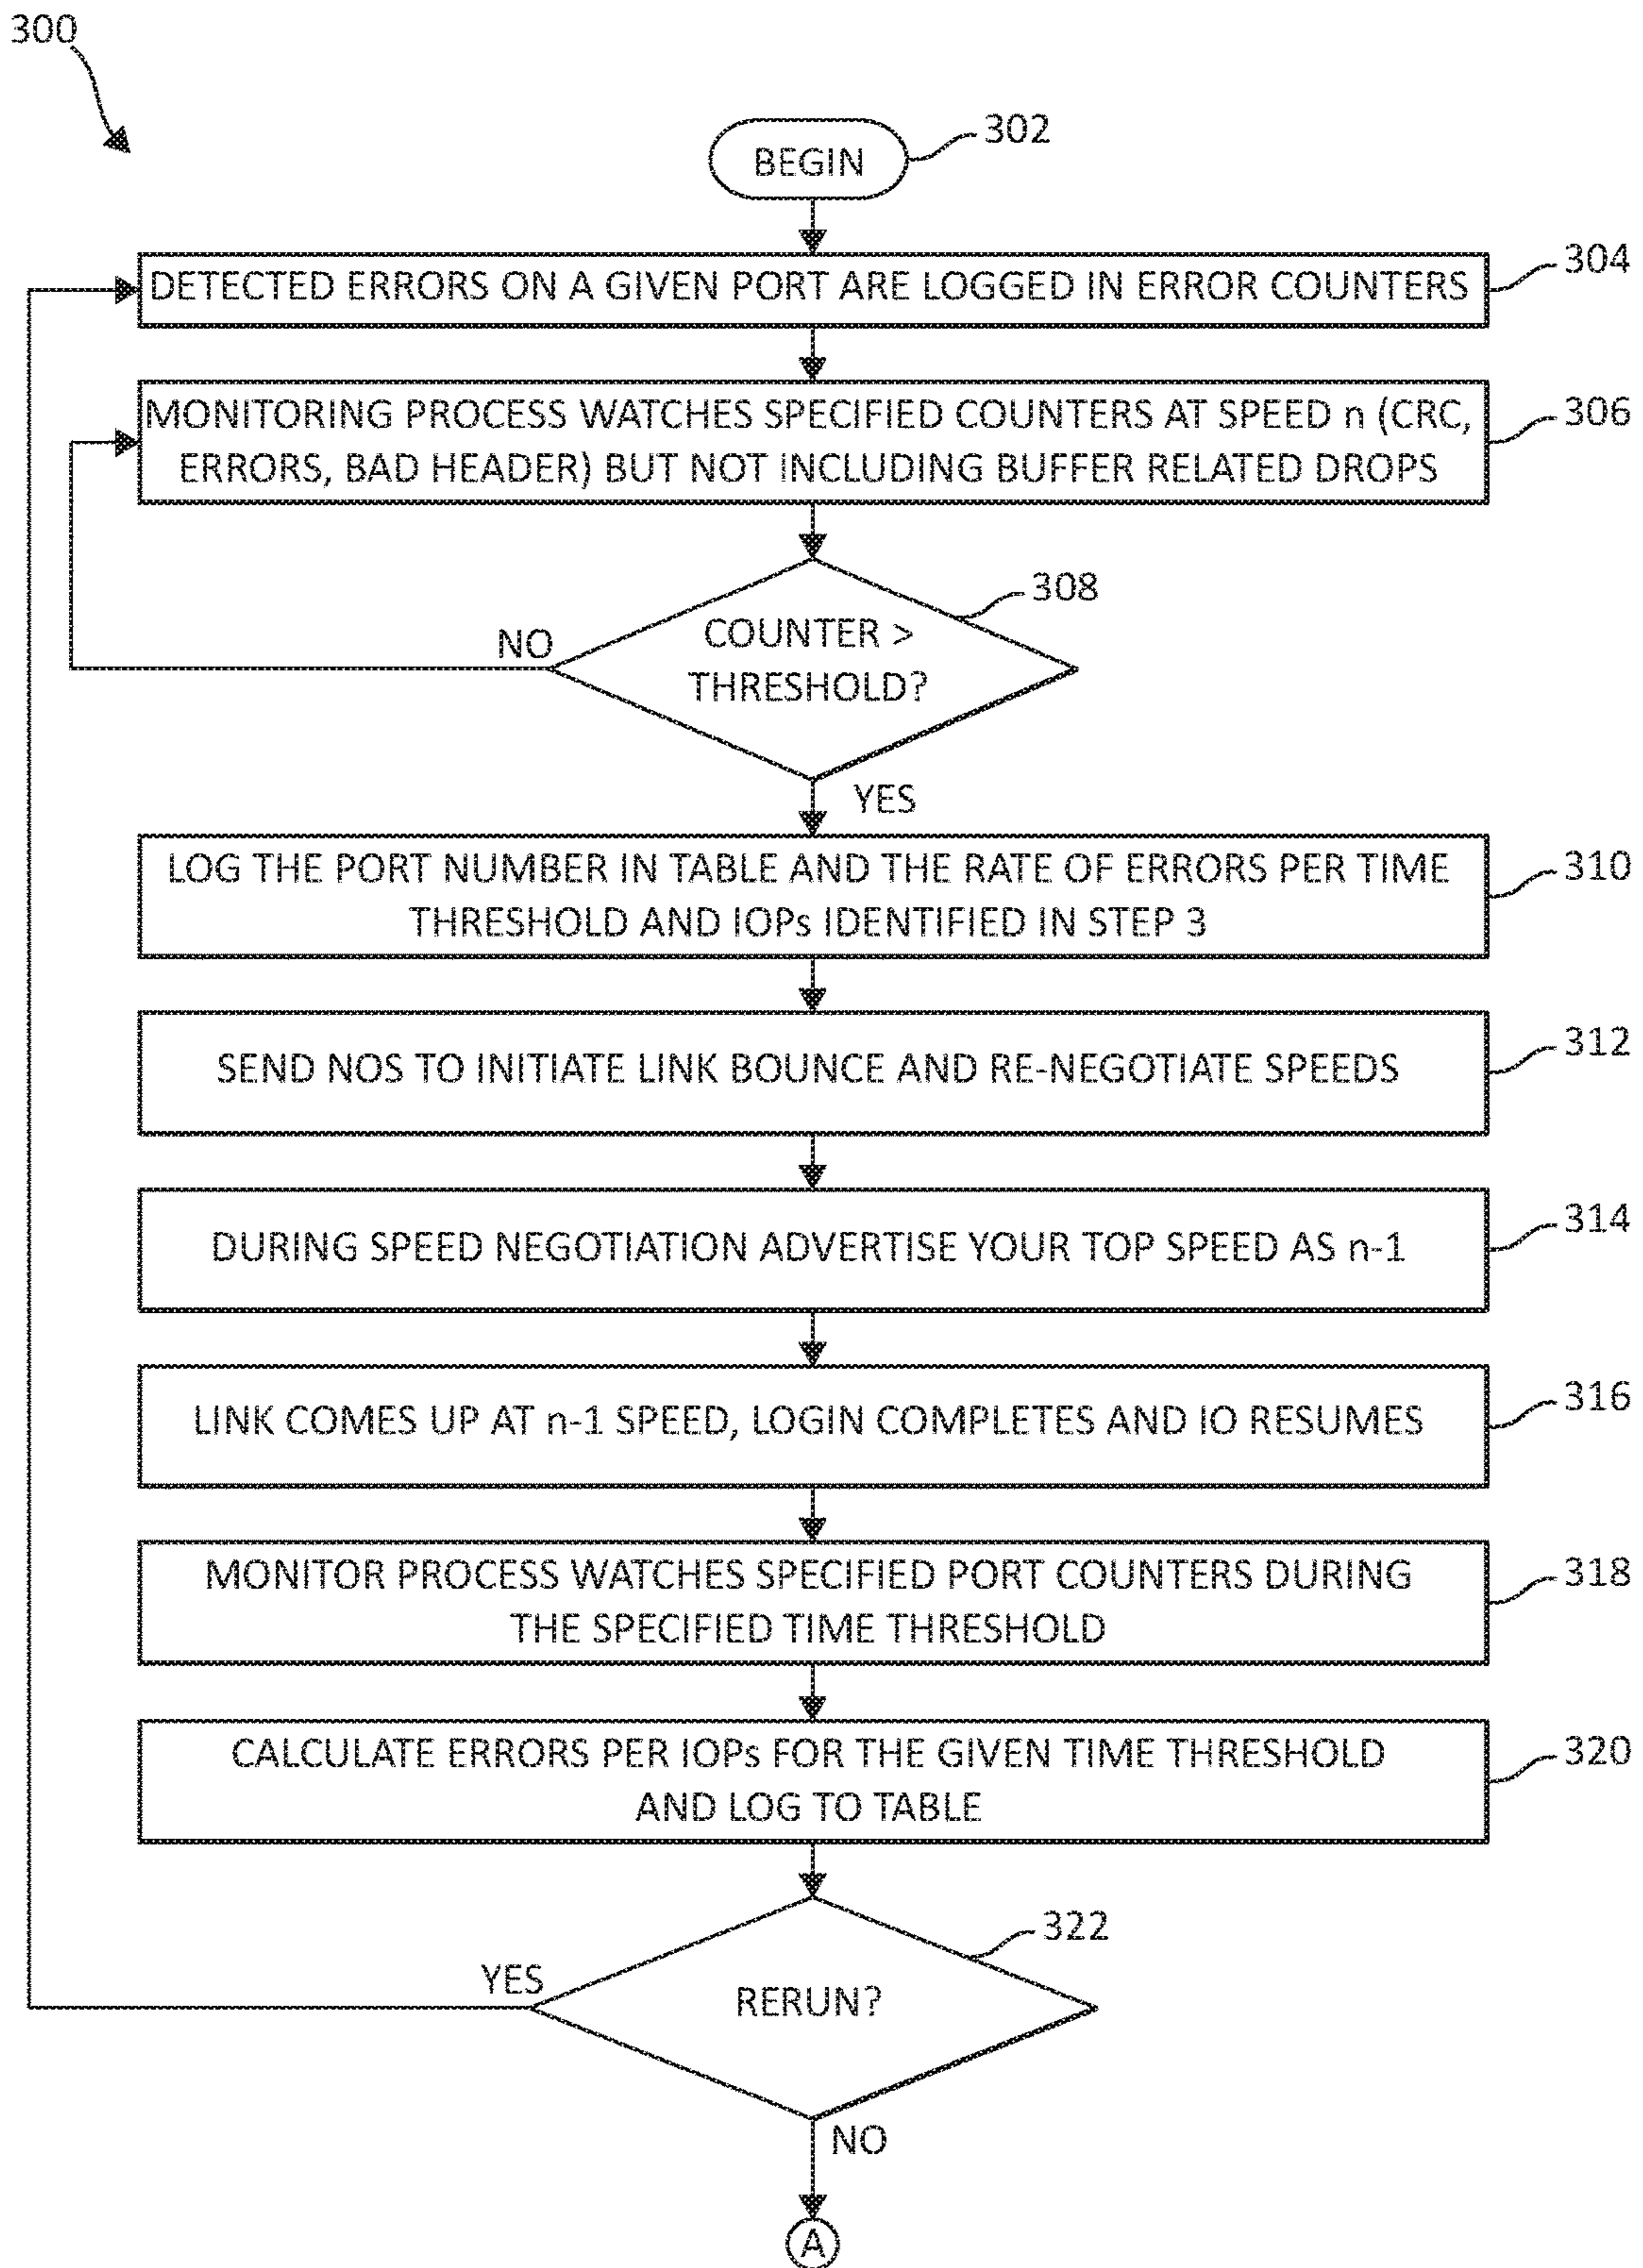 300
302
BEGIN
304
DETECTED ERRORS ON A GIVEN PORT ARE LOGGED IN ERROR COUNTERS
306
MONITORING PROCESS WATCHES SPECIFIED COUNTERS AT SPEED n (CRC,
ERRORS, BAD HEADER) BUT NOT INCLUDING BUFFER RELATED DROPS
308
COUNTER >
THRESHOLD?
NO
YES
310
LOG THE PORT NUMBER IN TABLE AND THE RATE OF ERRORS PER TIME
THRESHOLD AND IOPs IDENTIFIED IN STEP 3
312
SEND NOS TO INITIATE LINK BOUNCE AND RE-NEGOTIATE SPEEDS
314
DURING SPEED NEGOTIATION ADVERTISE YOUR TOP SPEED AS n-1
316
LINK COMES UP AT n-1 SPEED, LOGIN COMPLETES AND IO RESUMES
318
MONITOR PROCESS WATCHES SPECIFIED PORT COUNTERS DURING
THE SPECIFIED TIME THRESHOLD
320
CALCULATE ERRORS PER IOPs FOR THE GIVEN TIME THRESHOLD
AND LOG TO TABLE
322
YES
RERUN?
NO
A